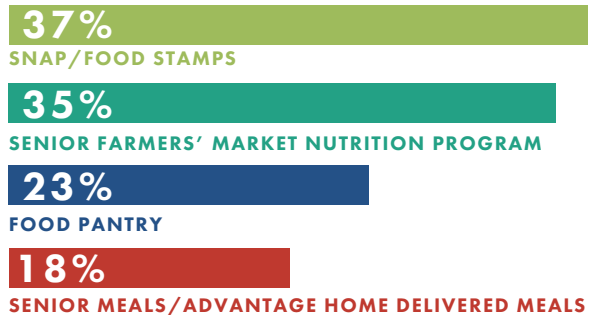 37%
SNAP/FOOD STAMPS
35%
SENIOR FARMERS' MARKET NUTRITION PROGRAM
23%
FOOD PANTRY
18%
SENIOR MEALS/ADVANTAGE HOME DELIVERED MEALS